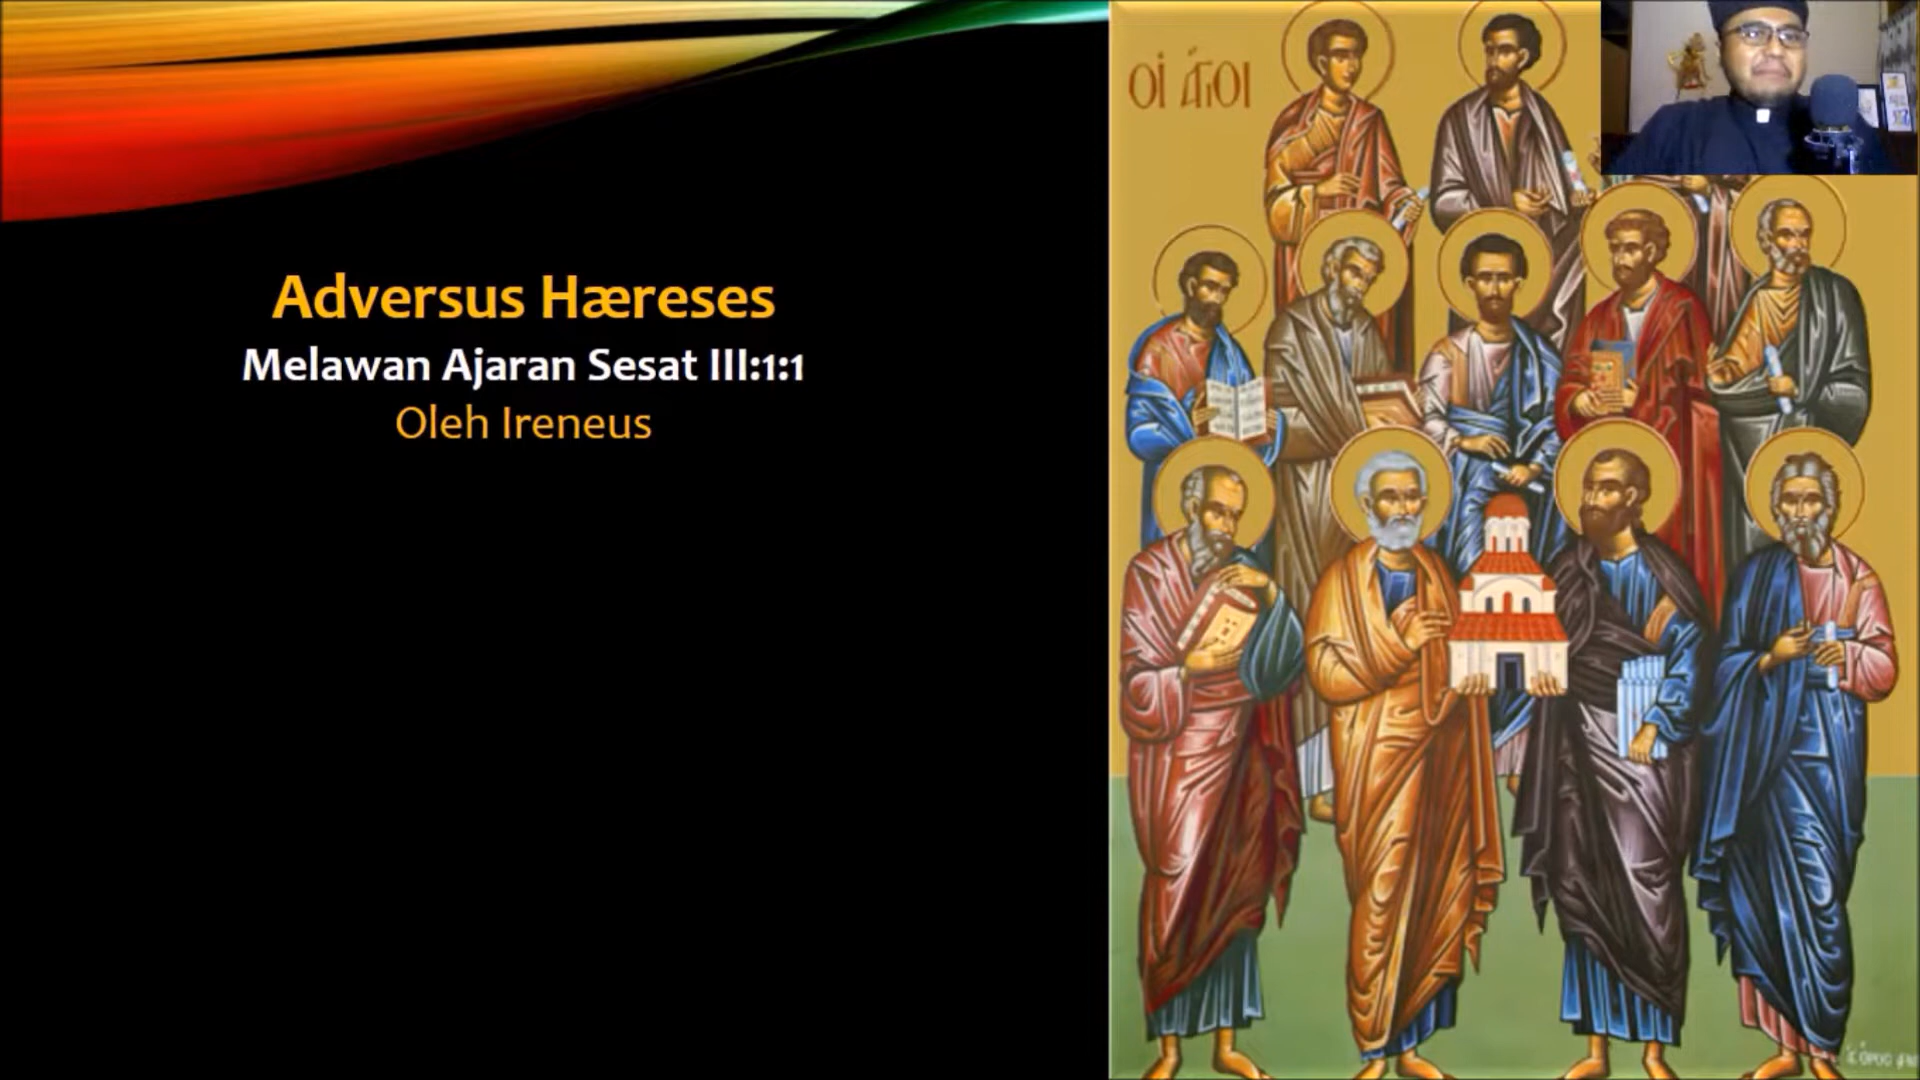 Adversus Hæreses
Melawan Ajaran Sesat III:1:1
Oleh Ireneus
ΟΙ ΑΓΙΟΙ